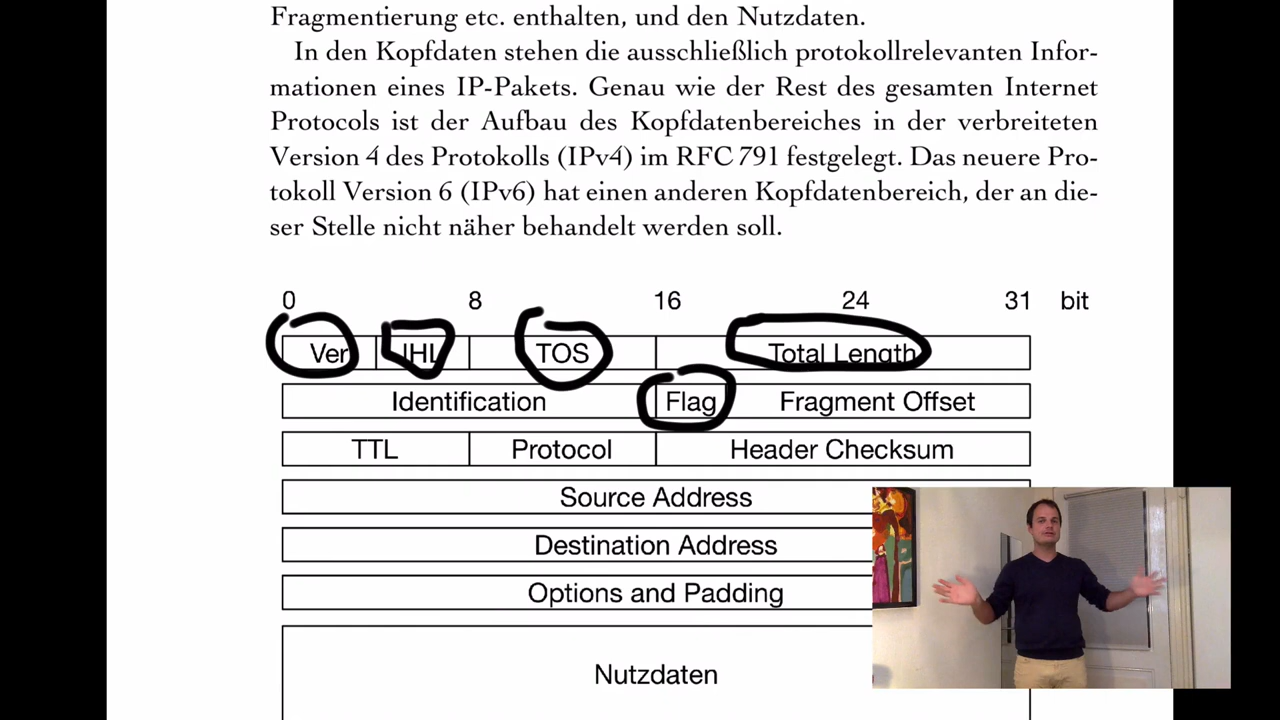 Fragmentierung etc. enthalten, und den Nutzdaten.
In den Kopfdaten stehen die ausschließlich protokollrelevanten Infor-
mationen eines IP-Pakets. Genau wie der Rest des gesamten Internet
Protocols ist der Aufbau des Kopfdatenbereiches in der verbreiteten
Version 4 des Protokolls (IPv4) im RFC 791 festgelegt. Das neuere Pro-
tokoll Version 6 (IPv6) hat einen anderen Kopfdatenbereich, der an die-
ser Stelle nicht näher behandelt werden soll.
0 8 16 24 31 bit
Ver IHL TOS Total Length
Identification Flag Fragment Offset
TTL Protocol Header Checksum
Source Address
Destination Address
Options and Padding
Nutzdaten